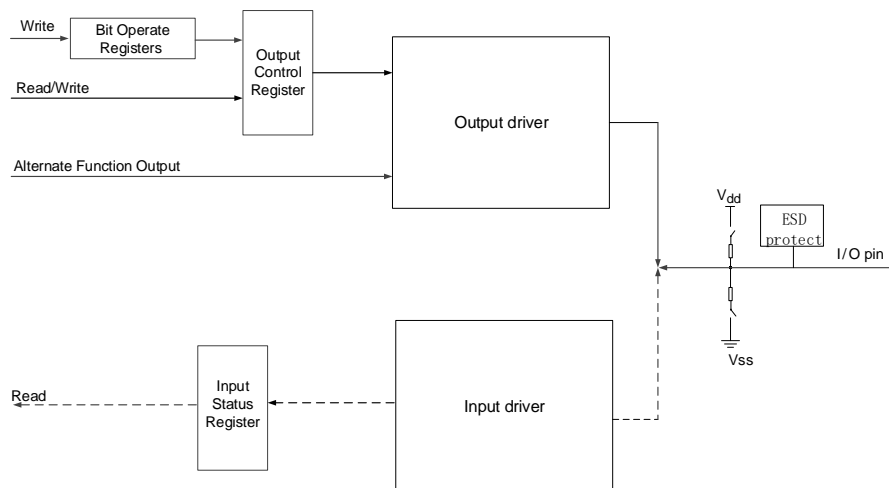 Write
Bit Operate
Registers
Output
Control
Register
Read/Write
Output driver
Alternate Function Output
Vdd
ESD
protect
I/O pin
Vss
Read
Input
Status
Register
Input driver